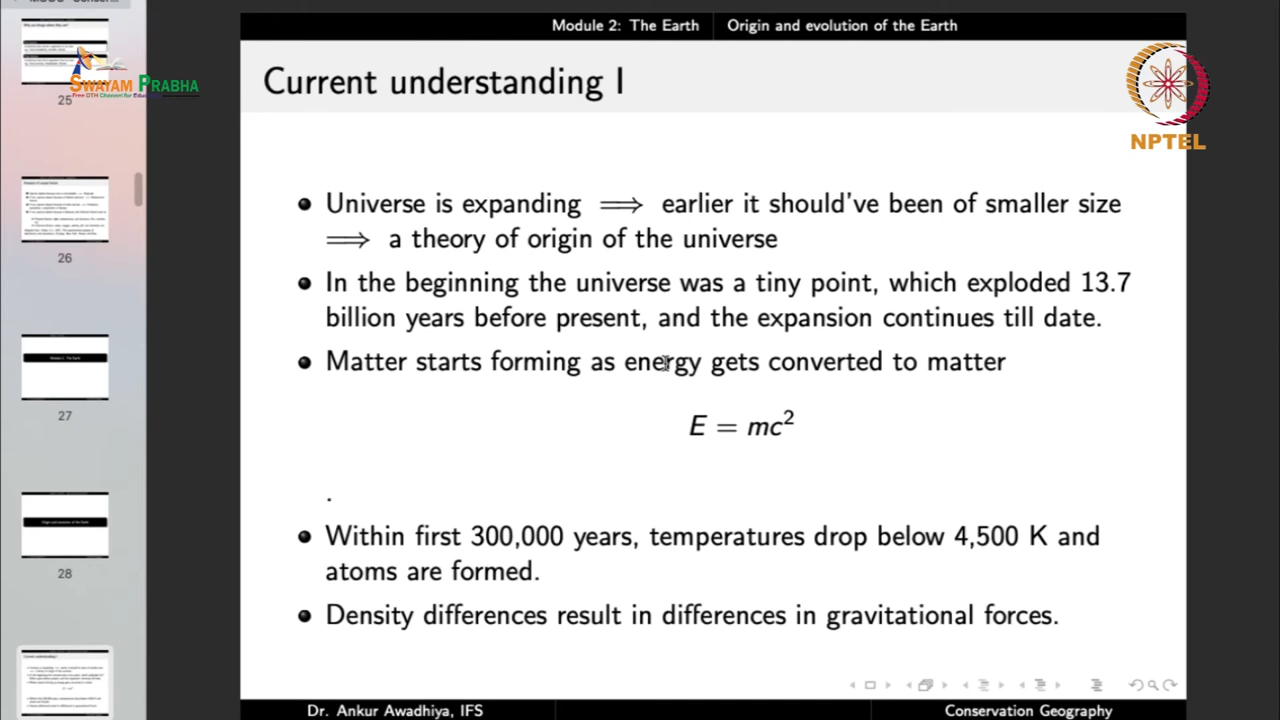 Module 2: The Earth
Origin and evolution of the Earth
Current understanding I
SWAYAM PRABHA
Free DTH Channel for
NPTEL
Universe is expanding ⟹ earlier it should've been of smaller size
⟹ a theory of origin of the universe
In the beginning the universe was a tiny point, which exploded 13.7
billion years before present, and the expansion continues till date.
Matter starts forming as energy gets converted to matter
E = mc²
.
Within first 300,000 years, temperatures drop below 4,500 K and
atoms are formed.
Density differences result in differences in gravitational forces.
25
26
27
28
Dr. Ankur Awadhiya, IFS
Conservation Geography